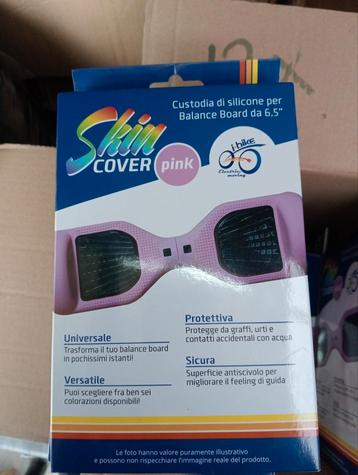 Skin
COVER
pink
Custodia di silicone per
Balance Board da 6,5"
i-bike
Electric
moving
Universale
Trasforma il tuo balance board
in pochissimi istanti!
Versatile
Puoi scegliere fra ben sei
colorazioni disponibili!
Protettiva
Protegge da graffi, urti e
contatti accidentali con acqua
Sicura
Superficie antiscivolo per
migliorare il feeling di guida
Le foto hanno valore puramente illustrativo
e possono non rispecchiare l'immagine reale del prodotto.